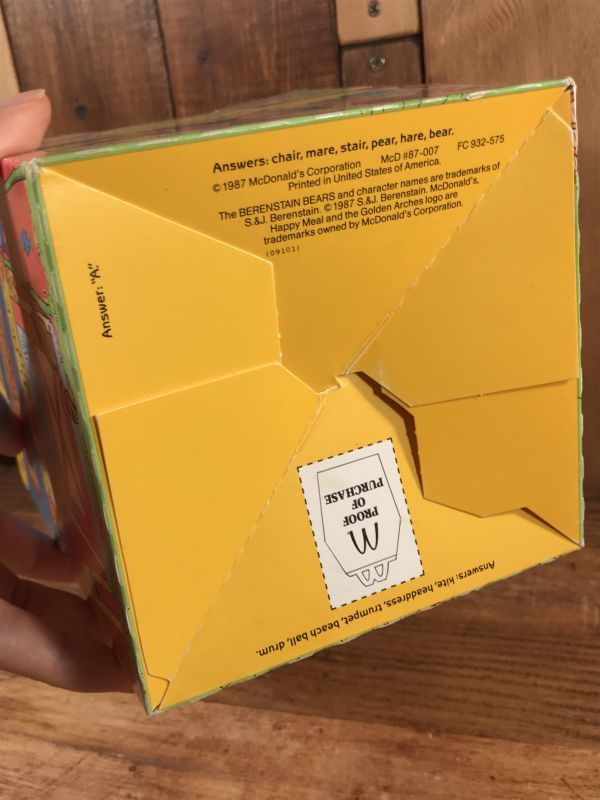 Answers: chair, mare, stair, pear, hare, bear.
© 1987 McDonald's Corporation McD #87-007 FC 932-575
Printed in United States of America.
The BERENSTAIN BEARS and character names are trademarks of
S.&J. Berenstain. © 1987 S.&J. Berenstain. McDonald's,
Happy Meal and the Golden Arches logo are
trademarks owned by McDonald's Corporation.
(09101)
Answer: "A."
PROOF
OF
PURCHASE
Answers: kite, headdress, trumpet, beach ball, drum.